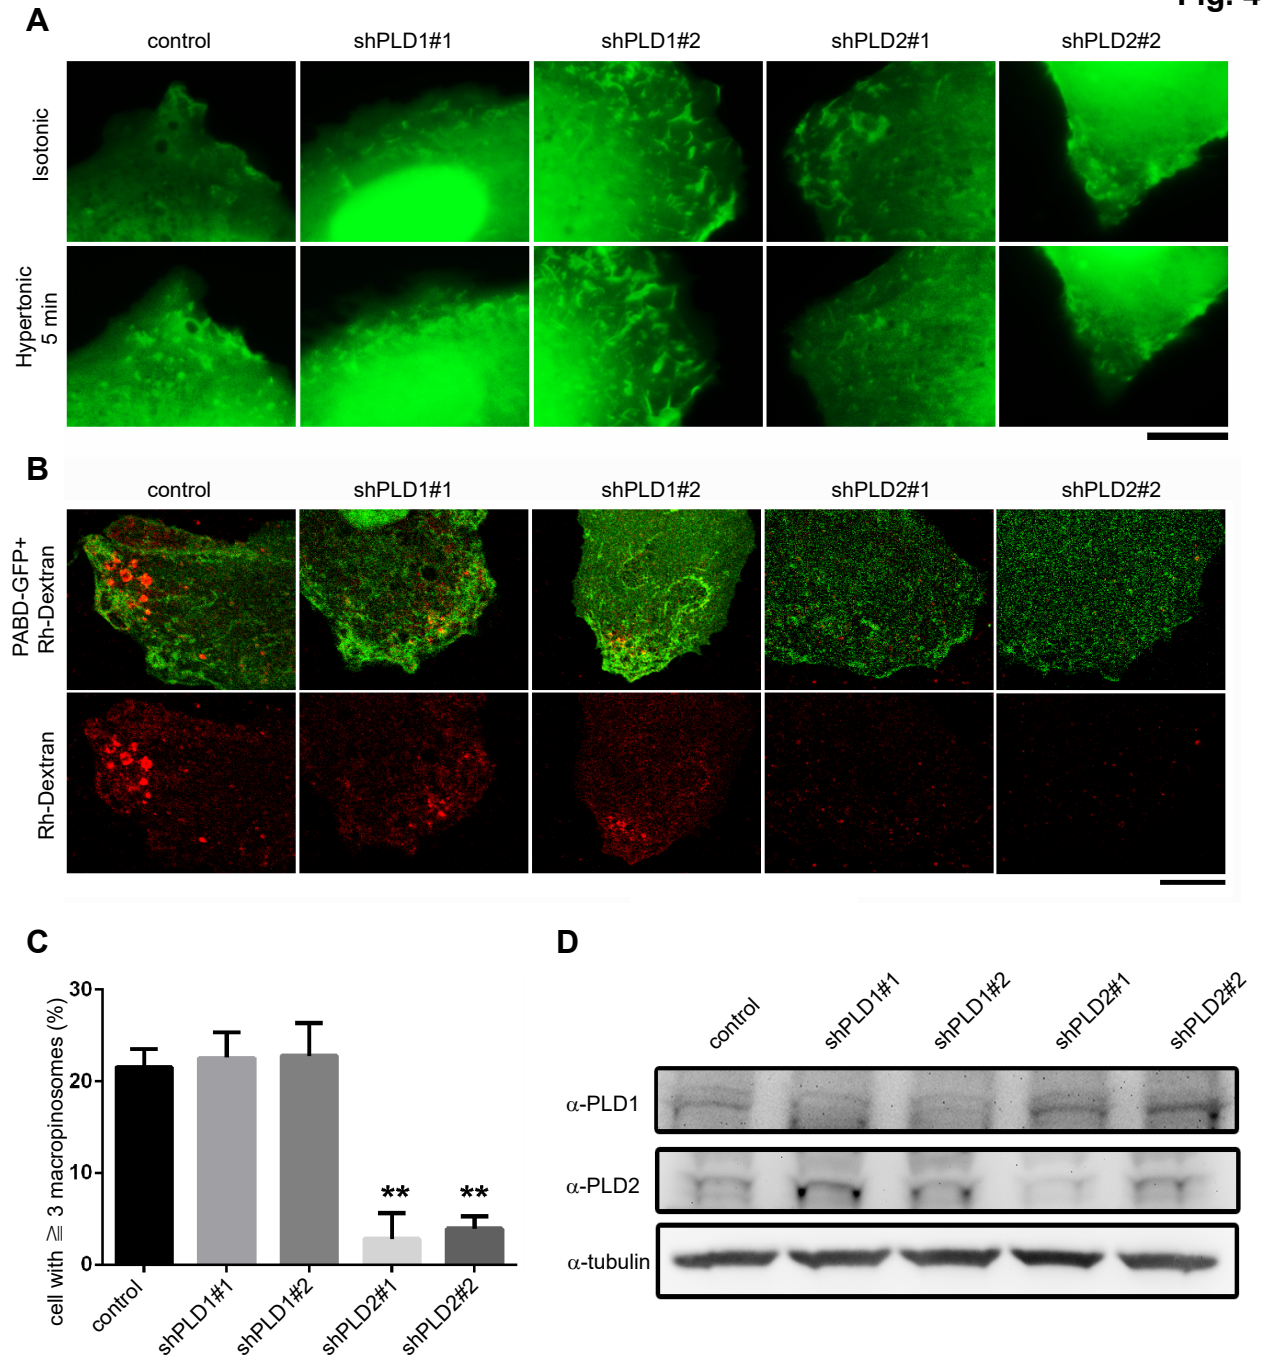 Fig. 4
A
control shPLD1#1 shPLD1#2 shPLD2#1 shPLD2#2
Isotonic
Hypertonic
5 min
B
control shPLD1#1 shPLD1#2 shPLD2#1 shPLD2#2
PABD-GFP+
Rh-Dextran
Rh-Dextran
C
cell with ≧ 3 macropinosomes (%)
30
20
10
0
** **
control shPLD1#1 shPLD1#2 shPLD2#1 shPLD2#2
D
control shPLD1#1 shPLD1#2 shPLD2#1 shPLD2#2
α-PLD1
α-PLD2
α-tubulin